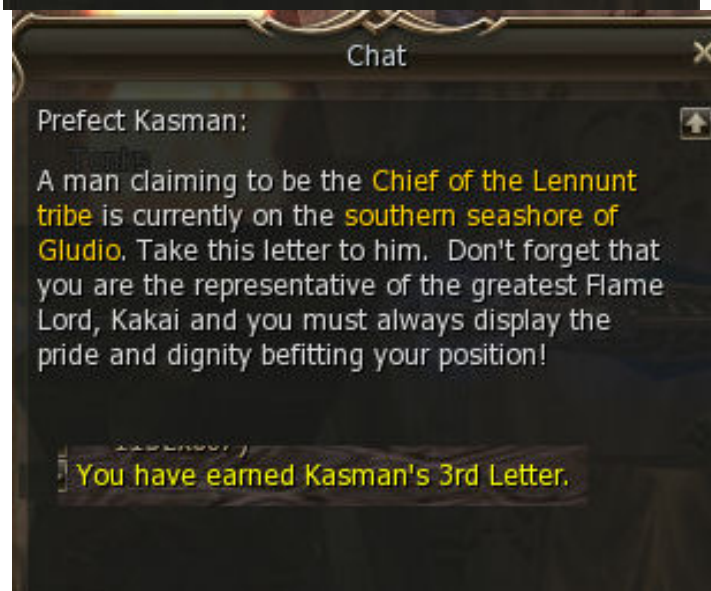 Chat
Prefect Kasman:
A man claiming to be the Chief of the Lennunt
tribe is currently on the southern seashore of
Gludio. Take this letter to him.  Don't forget that
you are the representative of the greatest Flame
Lord, Kakai and you must always display the
pride and dignity befitting your position!
You have earned Kasman's 3rd Letter.